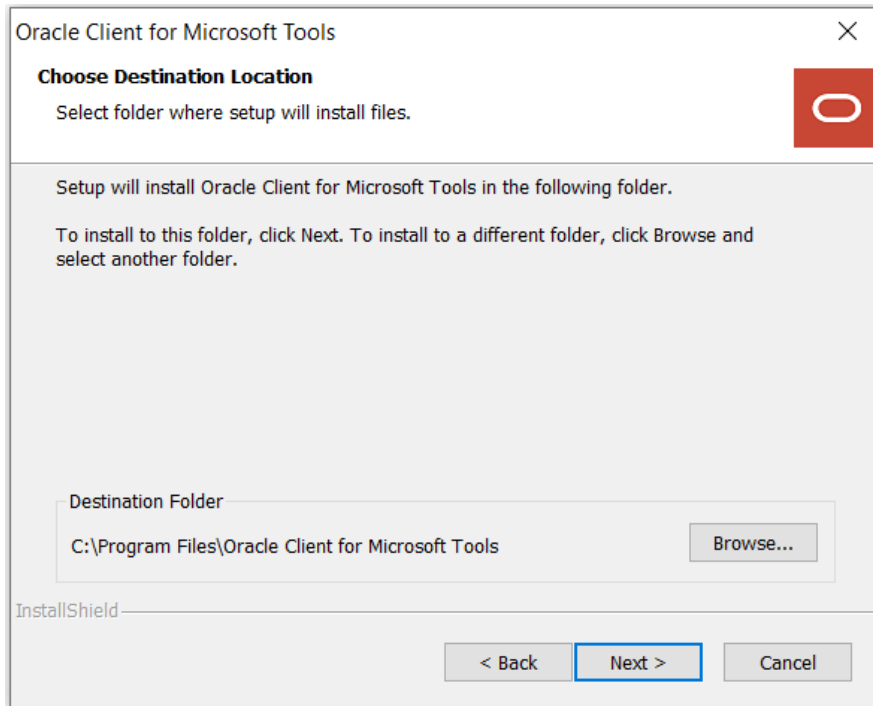 Oracle Client for Microsoft Tools
Choose Destination Location
Select folder where setup will install files.
Setup will install Oracle Client for Microsoft Tools in the following folder.
To install to this folder, click Next. To install to a different folder, click Browse and
select another folder.
Destination Folder
C:\Program Files\Oracle Client for Microsoft Tools
Browse...
InstallShield
< Back
Next >
Cancel